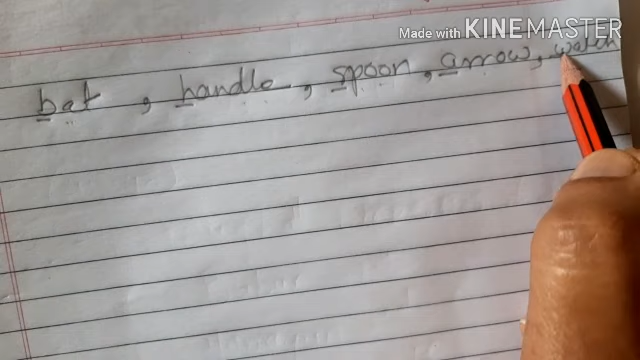 Made with KINEMASTER
bat, handle, spoon, arrow, watch